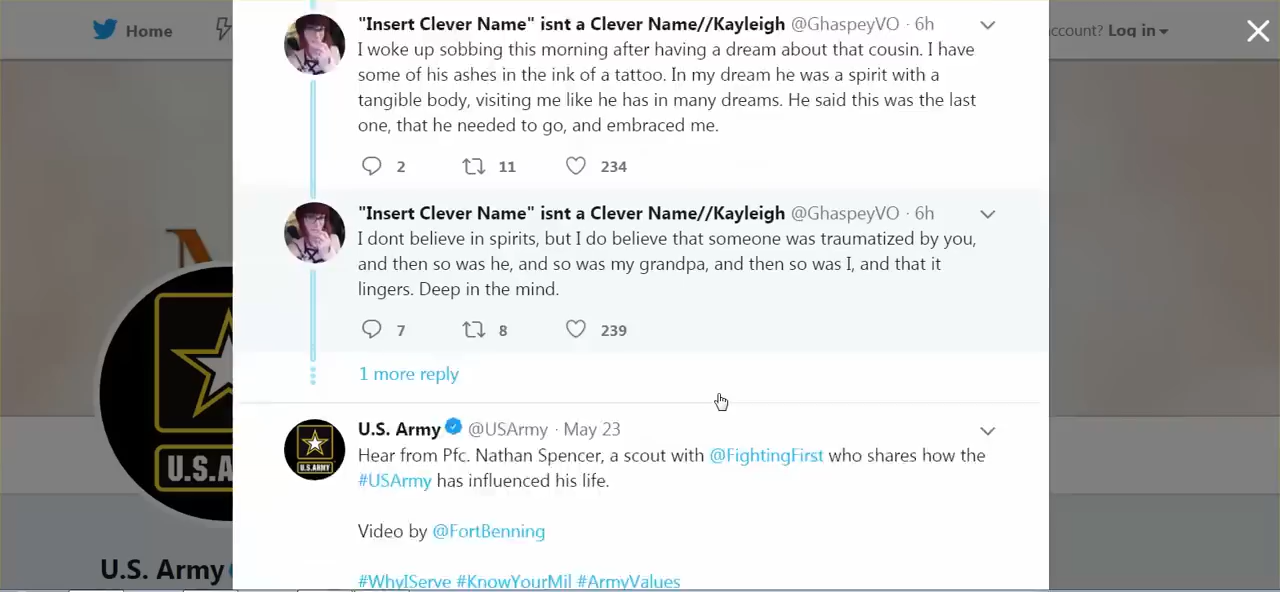 Home
ccount? Log in
"Insert Clever Name" isnt a Clever Name//Kayleigh @GhaspeyVO · 6h
I woke up sobbing this morning after having a dream about that cousin. I have
some of his ashes in the ink of a tattoo. In my dream he was a spirit with a
tangible body, visiting me like he has in many dreams. He said this was the last
one, that he needed to go, and embraced me.
2 11 234
"Insert Clever Name" isnt a Clever Name//Kayleigh @GhaspeyVO · 6h
I dont believe in spirits, but I do believe that someone was traumatized by you,
and then so was he, and so was my grandpa, and then so was I, and that it
lingers. Deep in the mind.
7 8 239
1 more reply
U.S. Army @USArmy · May 23
Hear from Pfc. Nathan Spencer, a scout with @FightingFirst who shares how the
#USArmy has influenced his life.
Video by @FortBenning
#WhyIServe #KnowYourMil #ArmyValues
U.S.ARMY
U.S.A
U.S. Army